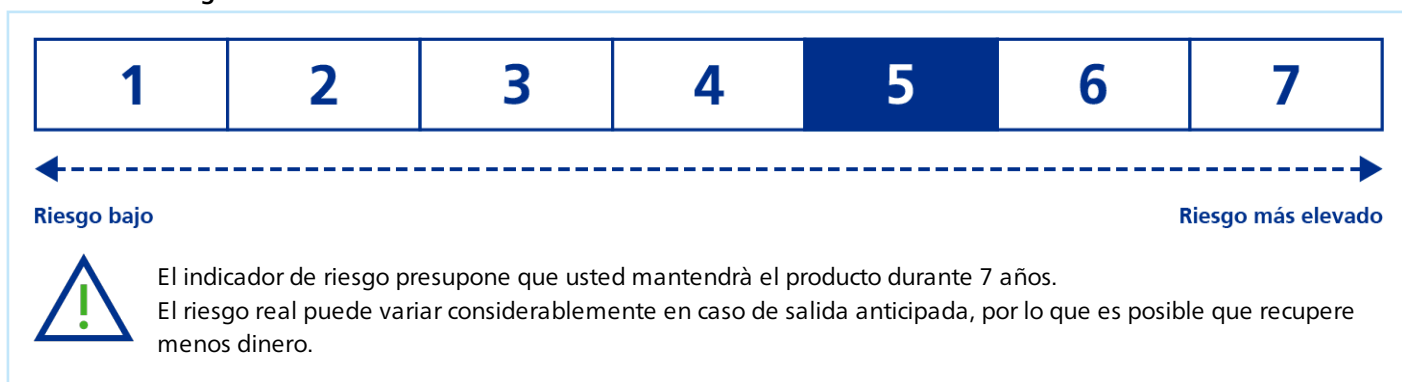 1 2 3 4 5 6 7
Riesgo bajo Riesgo más elevado
El indicador de riesgo presupone que usted mantendrà el producto durante 7 años.
El riesgo real puede variar considerablemente en caso de salida anticipada, por lo que es posible que recupere
menos dinero.